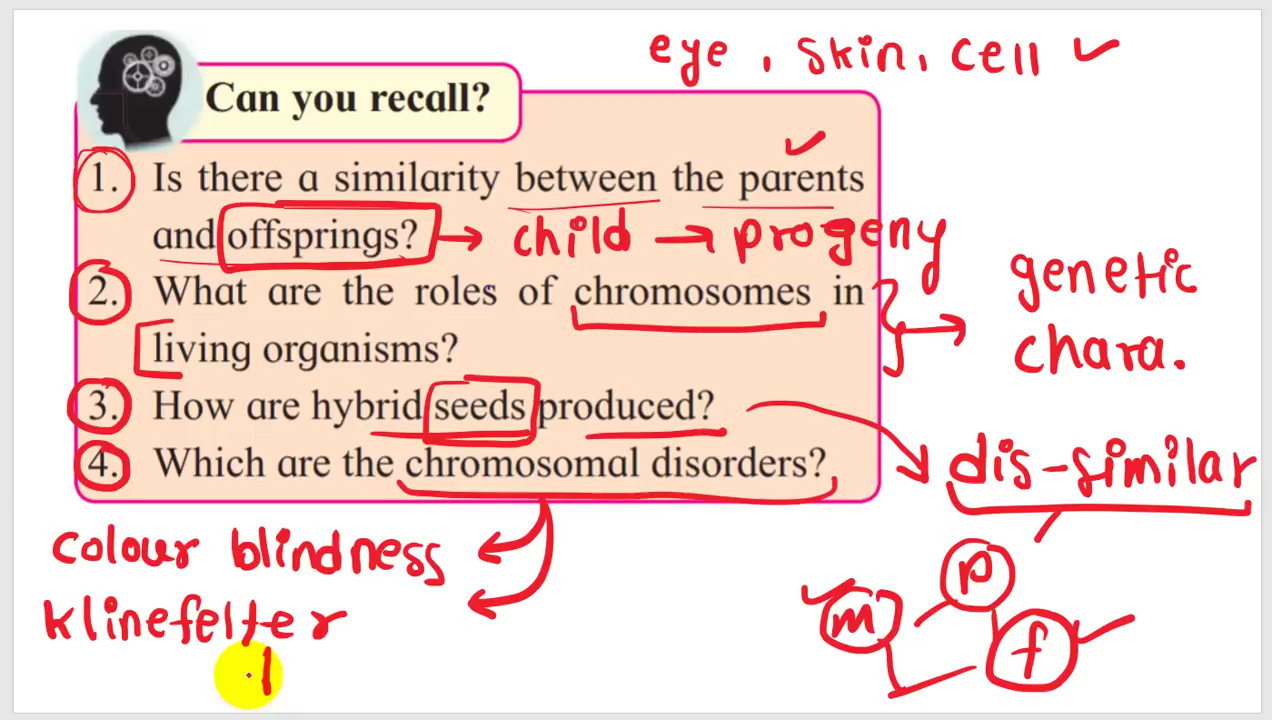 eye, skin, cell
Can you recall?
1. Is there a similarity between the parents
and offsprings? → child → progeny
2. What are the roles of chromosomes in
living organisms?
genetic
chara.
3. How are hybrid seeds produced?
4. Which are the chromosomal disorders?
dis-similar
colour blindness
klinefelter
P
m
f